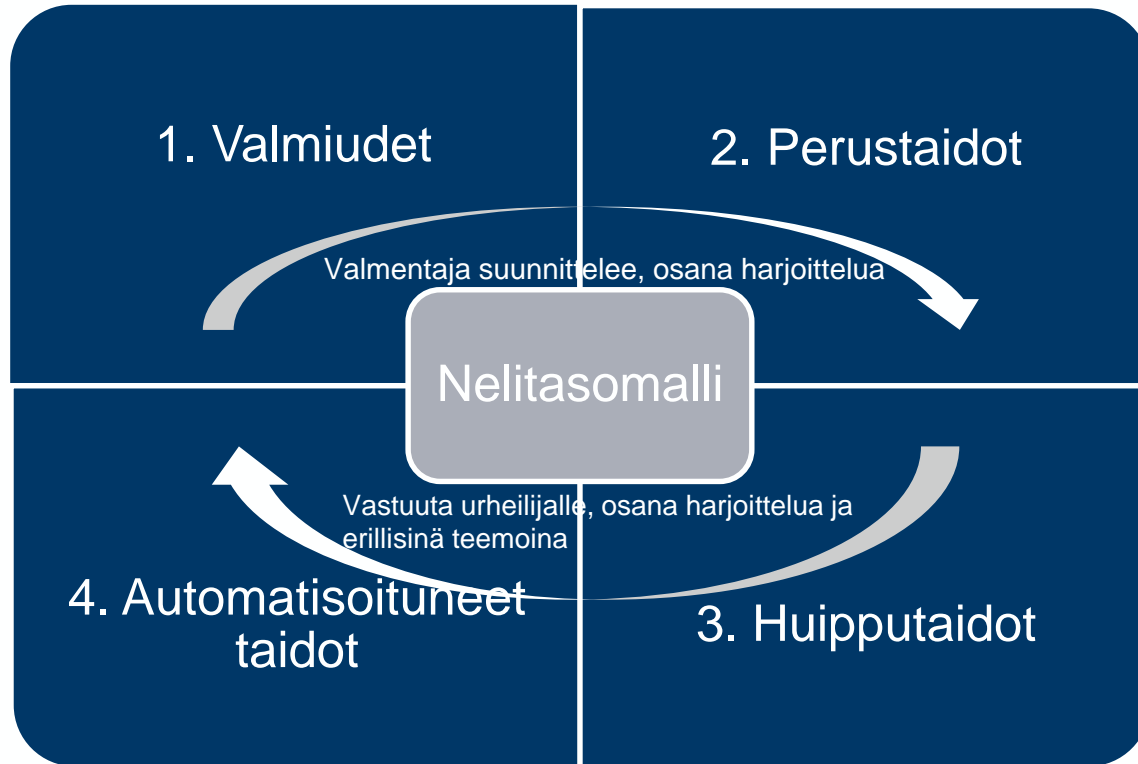 1. Valmiudet
2. Perustaidot
Valmentaja suunnittelee, osana harjoittelua
Nelitasomalli
Vastuuta urheilijalle, osana harjoittelua ja
erillisinä teemoina
4. Automatisoituneet
taidot
3. Huipputaidot